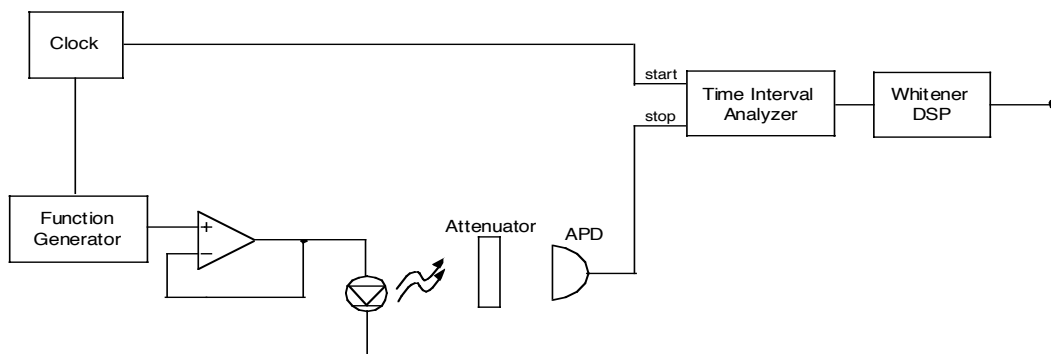 Clock
start
stop
Time Interval
Analyzer
Whitener
DSP
Function
Generator
+
−
Attenuator
APD